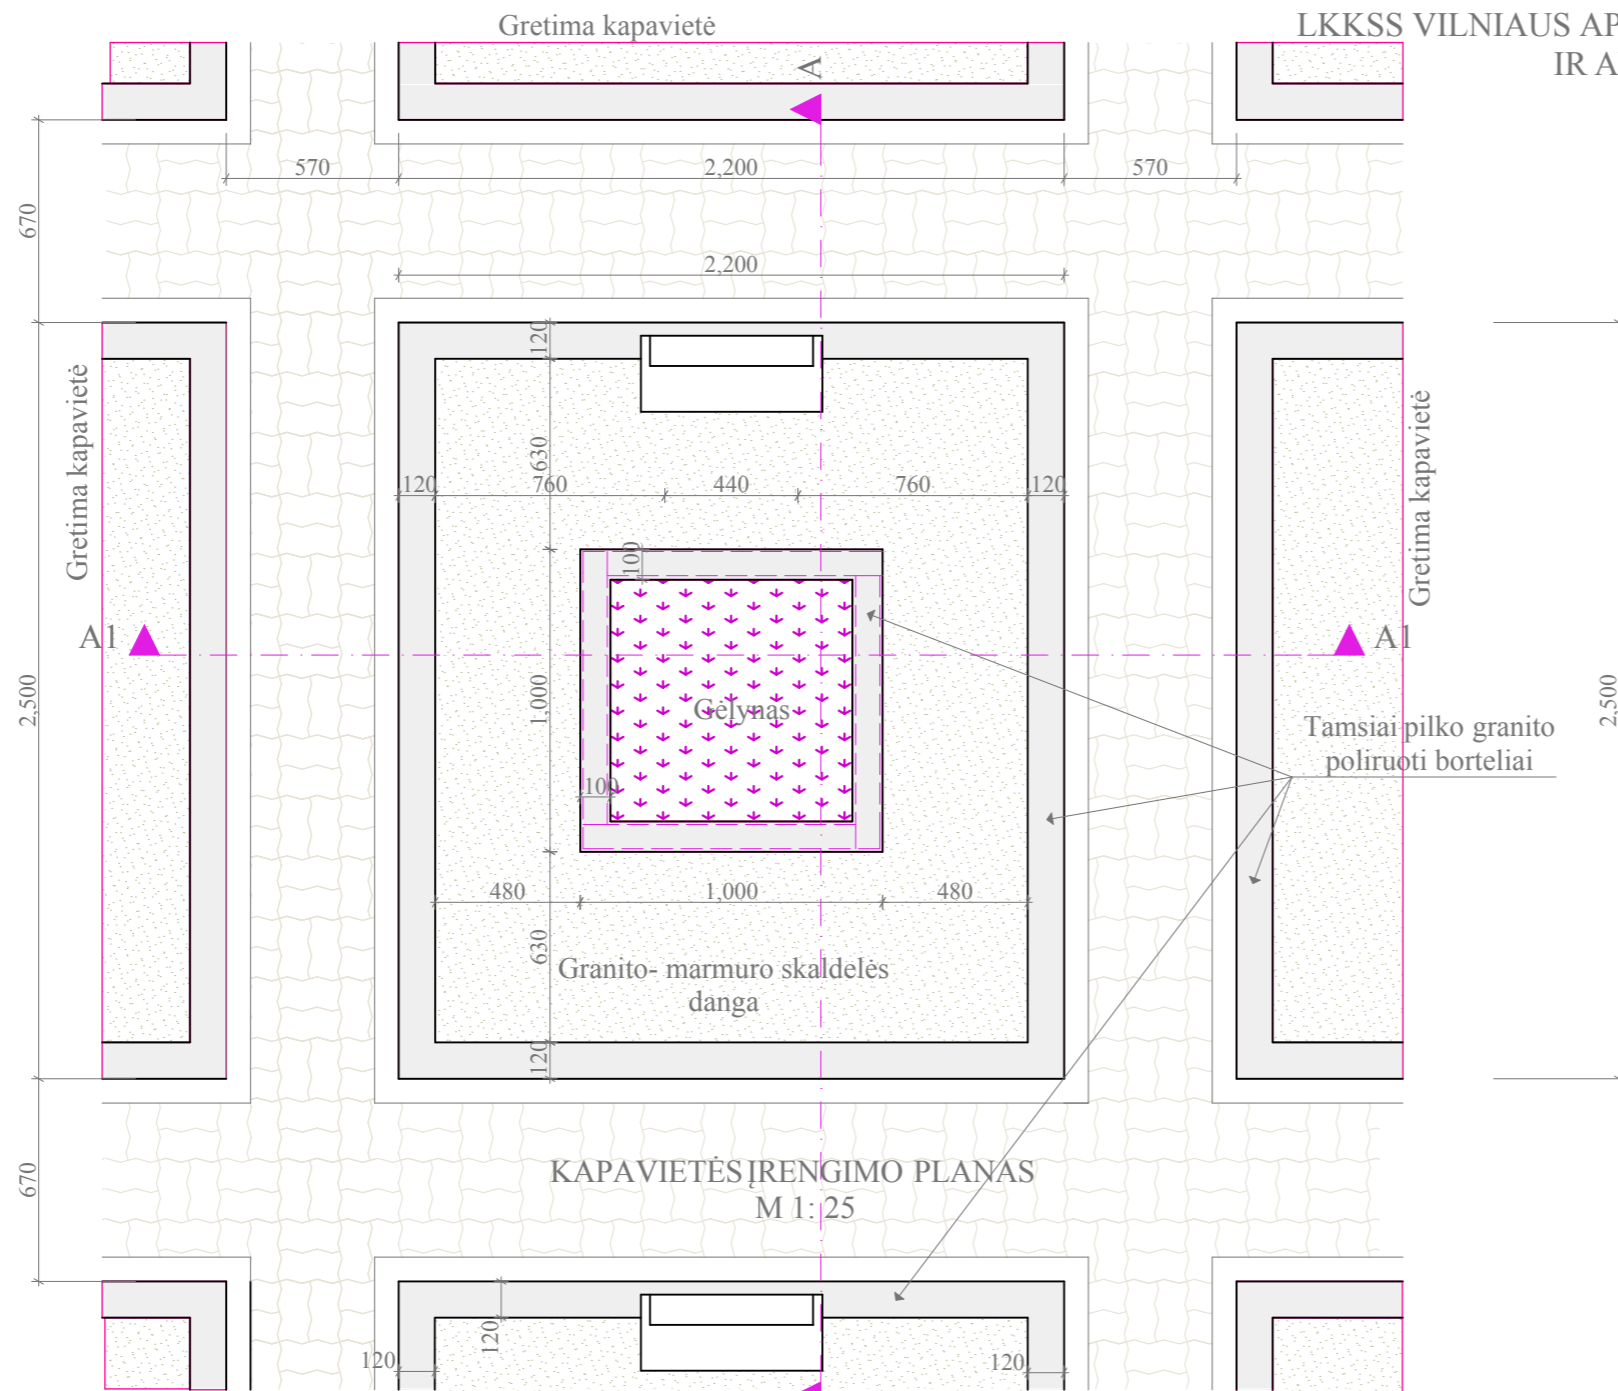 Gretima kapavietė
LKKSS VILNIAUS AP
IR A
A
570
2,200
570
670
2,200
120
Gretima kapavietė
Gretima kapavietė
630
120
760
440
760
120
100
A1
A1
2,500
1,000
2,500
Gėlynas
Tamsiai pilko granito
poliruoti borteliai
100
480
1,000
480
630
Granito- marmuro skaldelės
danga
120
KAPAVIETĖS ĮRENGIMO PLANAS
M 1: 25
670
120
120
120